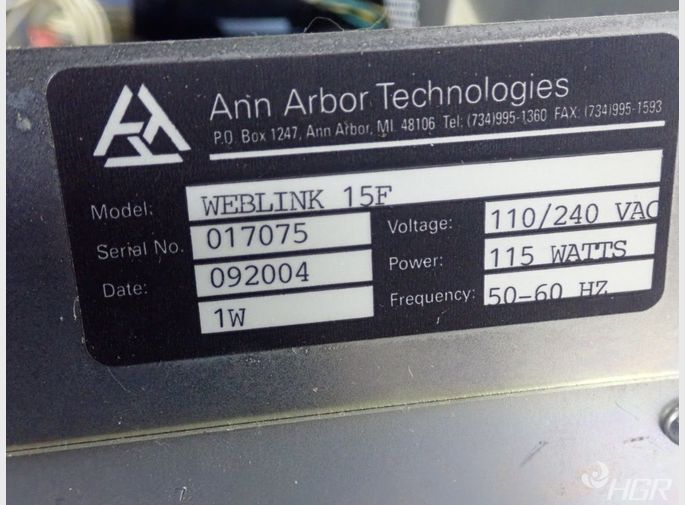 Ann Arbor Technologies
P.O. Box 1247, Ann Arbor, MI. 48106 Tel: (734)995-1360 FAX: (734)995-1593
Model: WEBLINK 15F
Serial No. 017075
Date: 092004
1W
Voltage: 110/240 VAC
Power: 115 WATTS
Frequency: 50-60 HZ
HGR